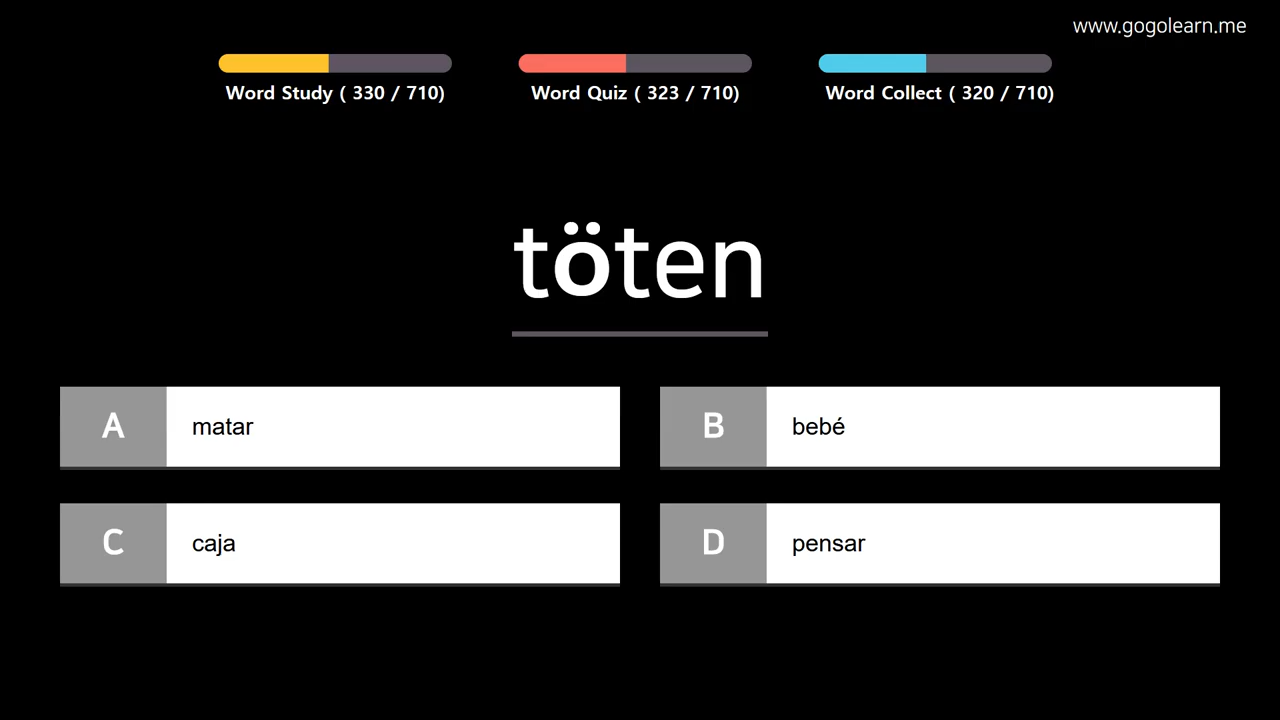 www.gogolearn.me
Word Study ( 330 / 710)
Word Quiz ( 323 / 710)
Word Collect ( 320 / 710)
töten
A matar
B bebé
C caja
D pensar